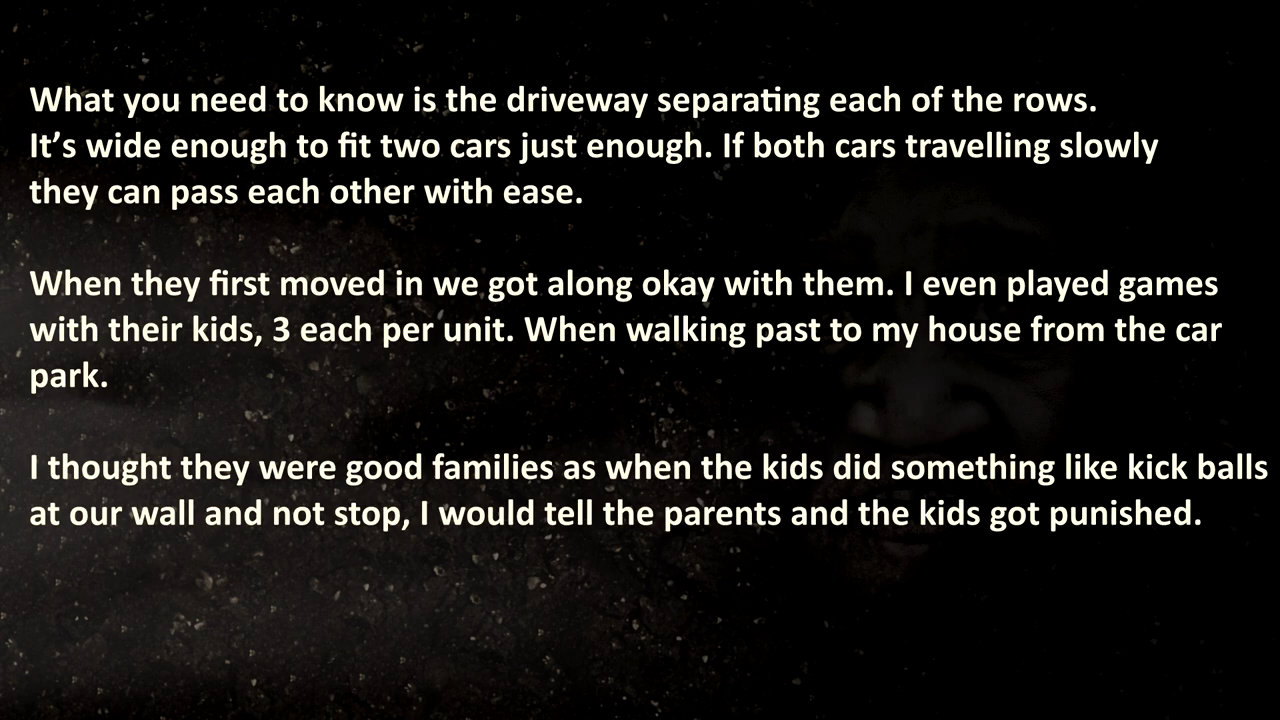 What you need to know is the driveway separating each of the rows.
It’s wide enough to fit two cars just enough. If both cars travelling slowly
they can pass each other with ease.
When they first moved in we got along okay with them. I even played games
with their kids, 3 each per unit. When walking past to my house from the car
park.
I thought they were good families as when the kids did something like kick balls
at our wall and not stop, I would tell the parents and the kids got punished.